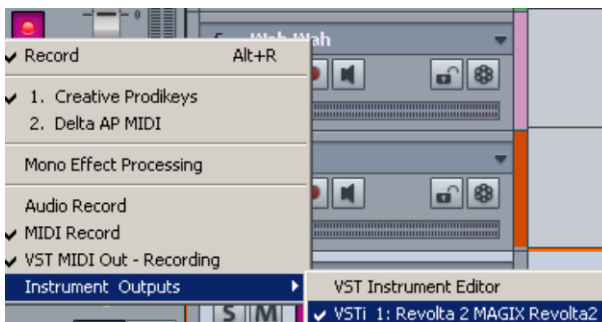 Wah Wah
Record Alt+R
1. Creative Prodikeys
2. Delta AP MIDI
Mono Effect Processing
Audio Record
MIDI Record
VST MIDI Out - Recording
Instrument Outputs
VST Instrument Editor
S M
VSTi 1: Revolta 2 MAGIX Revolta2